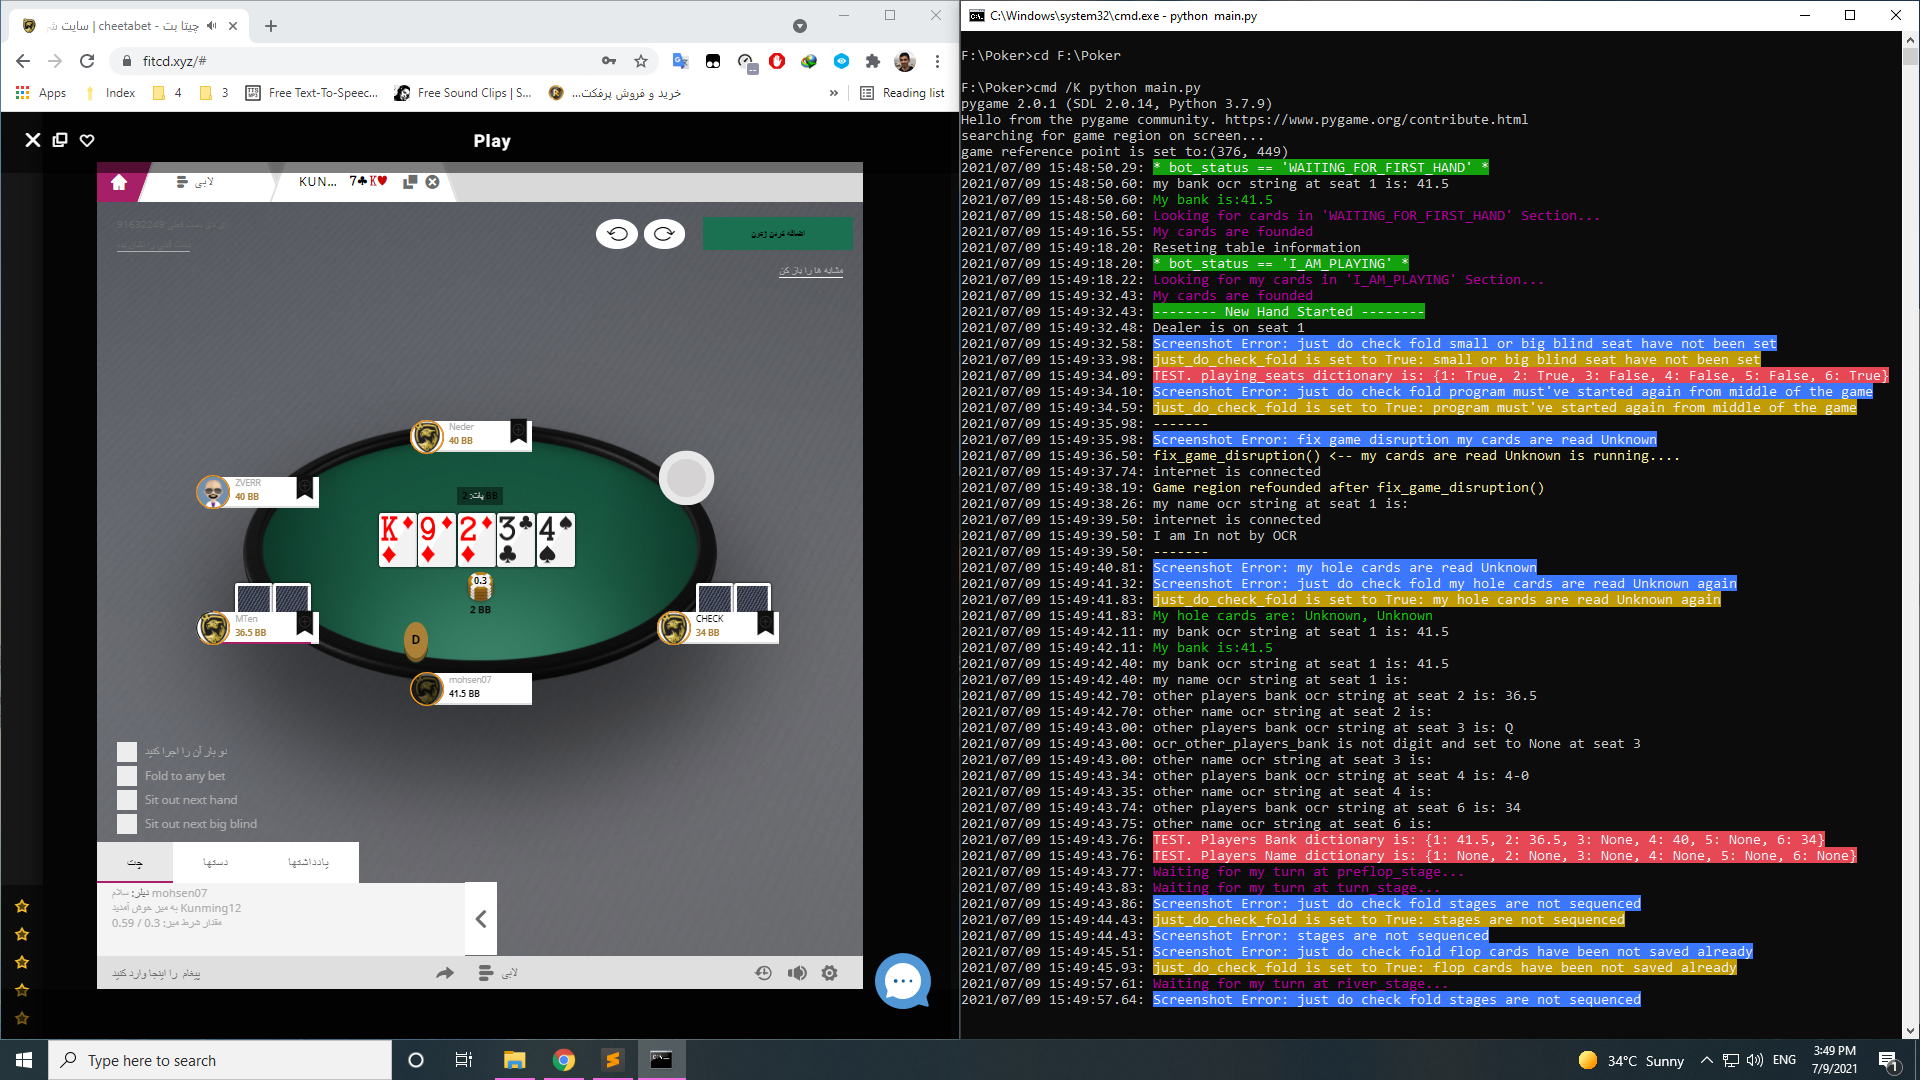 چیتا بت - cheetabet | سایت شر
fitcd.xyz/#
Apps
Index
4
3
Free Text-To-Speec...
Free Sound Clips | S...
خرید و فروش پرفکت...
»
Reading list
Play
لابی
KUN... 7♣K♥
اضافه کردن ژتون
مشابه ها را باز کن
Neder
40 BB
ZVERR
40 BB
پات: 2 BB
K♦ 9♦ 2♦ 3♣ 4♠
0.3
2 BB
MTen
36.5 BB
CHECK
34 BB
D
mohsen07
41.5 BB
دو بار آن را اجرا کنید
Fold to any bet
Sit out next hand
Sit out next big blind
چت
دستها
یادداشتها
دیلر: سلام mohsen07
به میز خوش آمدید Kunming12
مقدار شرط میز: 0.3 / 0.59
پیغام را اینجا وارد کنید
لابی
C:\Windows\system32\cmd.exe - python main.py
F:\Poker>cd F:\Poker
F:\Poker>cmd /K python main.py
pygame 2.0.1 (SDL 2.0.14, Python 3.7.9)
Hello from the pygame community. https://www.pygame.org/contribute.html
searching for game region on screen...
game reference point is set to:(376, 449)
2021/07/09 15:48:50.29: * bot_status == 'WAITING_FOR_FIRST_HAND' *
2021/07/09 15:48:50.60: my bank ocr string at seat 1 is: 41.5
2021/07/09 15:48:50.60: My bank is:41.5
2021/07/09 15:48:50.60: Looking for cards in 'WAITING_FOR_FIRST_HAND' Section...
2021/07/09 15:49:16.55: My cards are founded
2021/07/09 15:49:18.20: Reseting table information
2021/07/09 15:49:18.20: * bot_status == 'I_AM_PLAYING' *
2021/07/09 15:49:18.22: Looking for my cards in 'I_AM_PLAYING' Section...
2021/07/09 15:49:32.43: My cards are founded
2021/07/09 15:49:32.43: -------- New Hand Started --------
2021/07/09 15:49:32.48: Dealer is on seat 1
2021/07/09 15:49:32.58: Screenshot Error: just do check fold small or big blind seat have not been set
2021/07/09 15:49:33.98: just_do_check_fold is set to True: small or big blind seat have not been set
2021/07/09 15:49:34.09: TEST. playing_seats dictionary is: {1: True, 2: True, 3: False, 4: False, 5: False, 6: True}
2021/07/09 15:49:34.10: Screenshot Error: just do check fold program must've started again from middle of the game
2021/07/09 15:49:34.59: just_do_check_fold is set to True: program must've started again from middle of the game
2021/07/09 15:49:35.98: -------
2021/07/09 15:49:35.98: Screenshot Error: fix game disruption my cards are read Unknown
2021/07/09 15:49:36.50: fix_game_disruption() <-- my cards are read Unknown is running....
2021/07/09 15:49:37.74: internet is connected
2021/07/09 15:49:38.19: Game region refounded after fix_game_disruption()
2021/07/09 15:49:38.26: my name ocr string at seat 1 is:
2021/07/09 15:49:39.50: internet is connected
2021/07/09 15:49:39.50: I am In not by OCR
2021/07/09 15:49:39.50: -------
2021/07/09 15:49:40.81: Screenshot Error: my hole cards are read Unknown
2021/07/09 15:49:41.32: Screenshot Error: just do check fold my hole cards are read Unknown again
2021/07/09 15:49:41.83: just_do_check_fold is set to True: my hole cards are read Unknown again
2021/07/09 15:49:41.83: My hole cards are: Unknown, Unknown
2021/07/09 15:49:42.11: my bank ocr string at seat 1 is: 41.5
2021/07/09 15:49:42.11: My bank is:41.5
2021/07/09 15:49:42.40: my bank ocr string at seat 1 is: 41.5
2021/07/09 15:49:42.40: my name ocr string at seat 1 is:
2021/07/09 15:49:42.70: other players bank ocr string at seat 2 is: 36.5
2021/07/09 15:49:42.70: other name ocr string at seat 2 is:
2021/07/09 15:49:43.00: other players bank ocr string at seat 3 is: Q
2021/07/09 15:49:43.00: ocr_other_players_bank is not digit and set to None at seat 3
2021/07/09 15:49:43.00: other name ocr string at seat 3 is:
2021/07/09 15:49:43.34: other players bank ocr string at seat 4 is: 4-0
2021/07/09 15:49:43.35: other name ocr string at seat 4 is:
2021/07/09 15:49:43.74: other players bank ocr string at seat 6 is: 34
2021/07/09 15:49:43.75: other name ocr string at seat 6 is:
2021/07/09 15:49:43.76: TEST. Players Bank dictionary is: {1: 41.5, 2: 36.5, 3: None, 4: 40, 5: None, 6: 34}
2021/07/09 15:49:43.76: TEST. Players Name dictionary is: {1: None, 2: None, 3: None, 4: None, 5: None, 6: None}
2021/07/09 15:49:43.77: Waiting for my turn at preflop_stage...
2021/07/09 15:49:43.83: Waiting for my turn at turn_stage...
2021/07/09 15:49:43.86: Screenshot Error: just do check fold stages are not sequenced
2021/07/09 15:49:44.43: just_do_check_fold is set to True: stages are not sequenced
2021/07/09 15:49:44.43: Screenshot Error: stages are not sequenced
2021/07/09 15:49:45.51: Screenshot Error: just do check fold flop cards have been not saved already
2021/07/09 15:49:45.93: just_do_check_fold is set to True: flop cards have been not saved already
2021/07/09 15:49:57.61: Waiting for my turn at river_stage...
2021/07/09 15:49:57.64: Screenshot Error: just do check fold stages are not sequenced
Type here to search
34°C Sunny
ENG
3:49 PM
7/9/2021
1